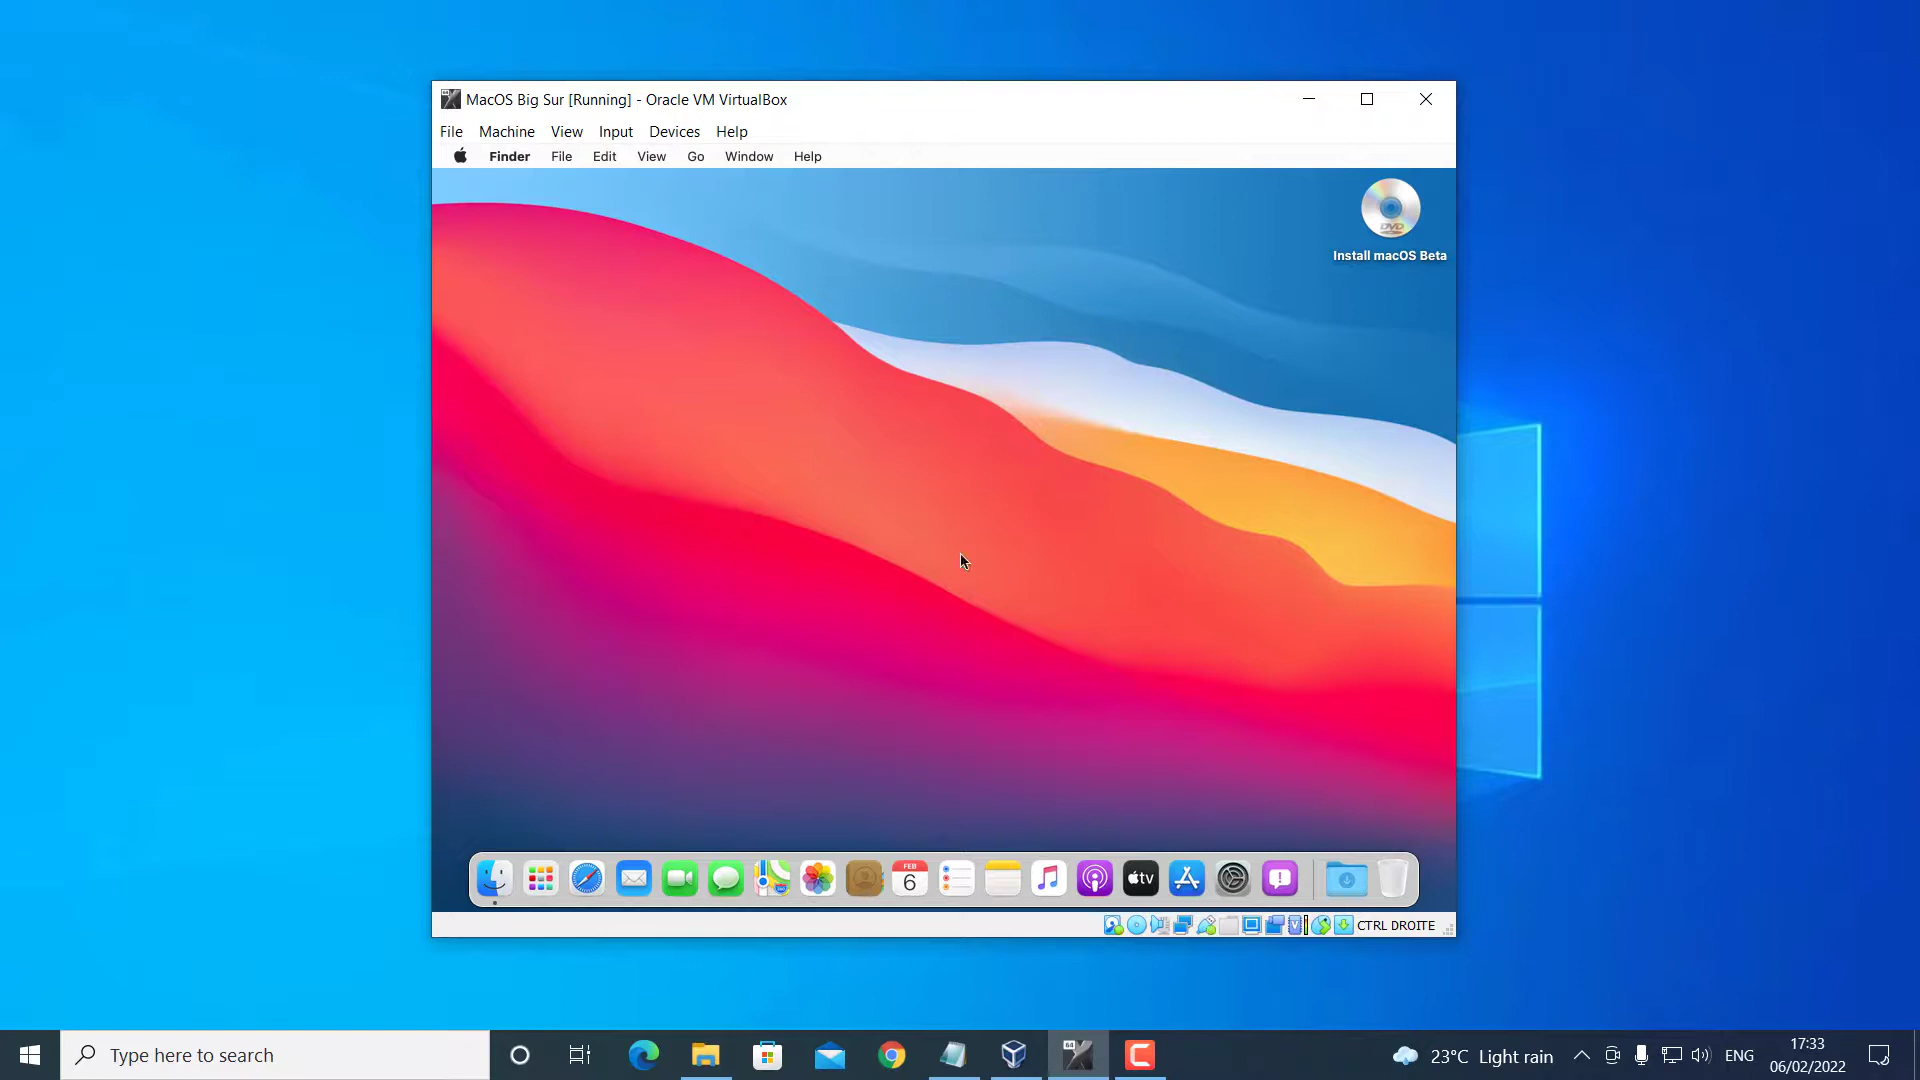 MacOS Big Sur [Running] - Oracle VM VirtualBox
File Machine View Input Devices Help
Finder File Edit View Go Window Help
DVD
Install macOS Beta
FEB
6
tv
CTRL DROITE
64
Type here to search
23°C Light rain
ENG
17:33
06/02/2022